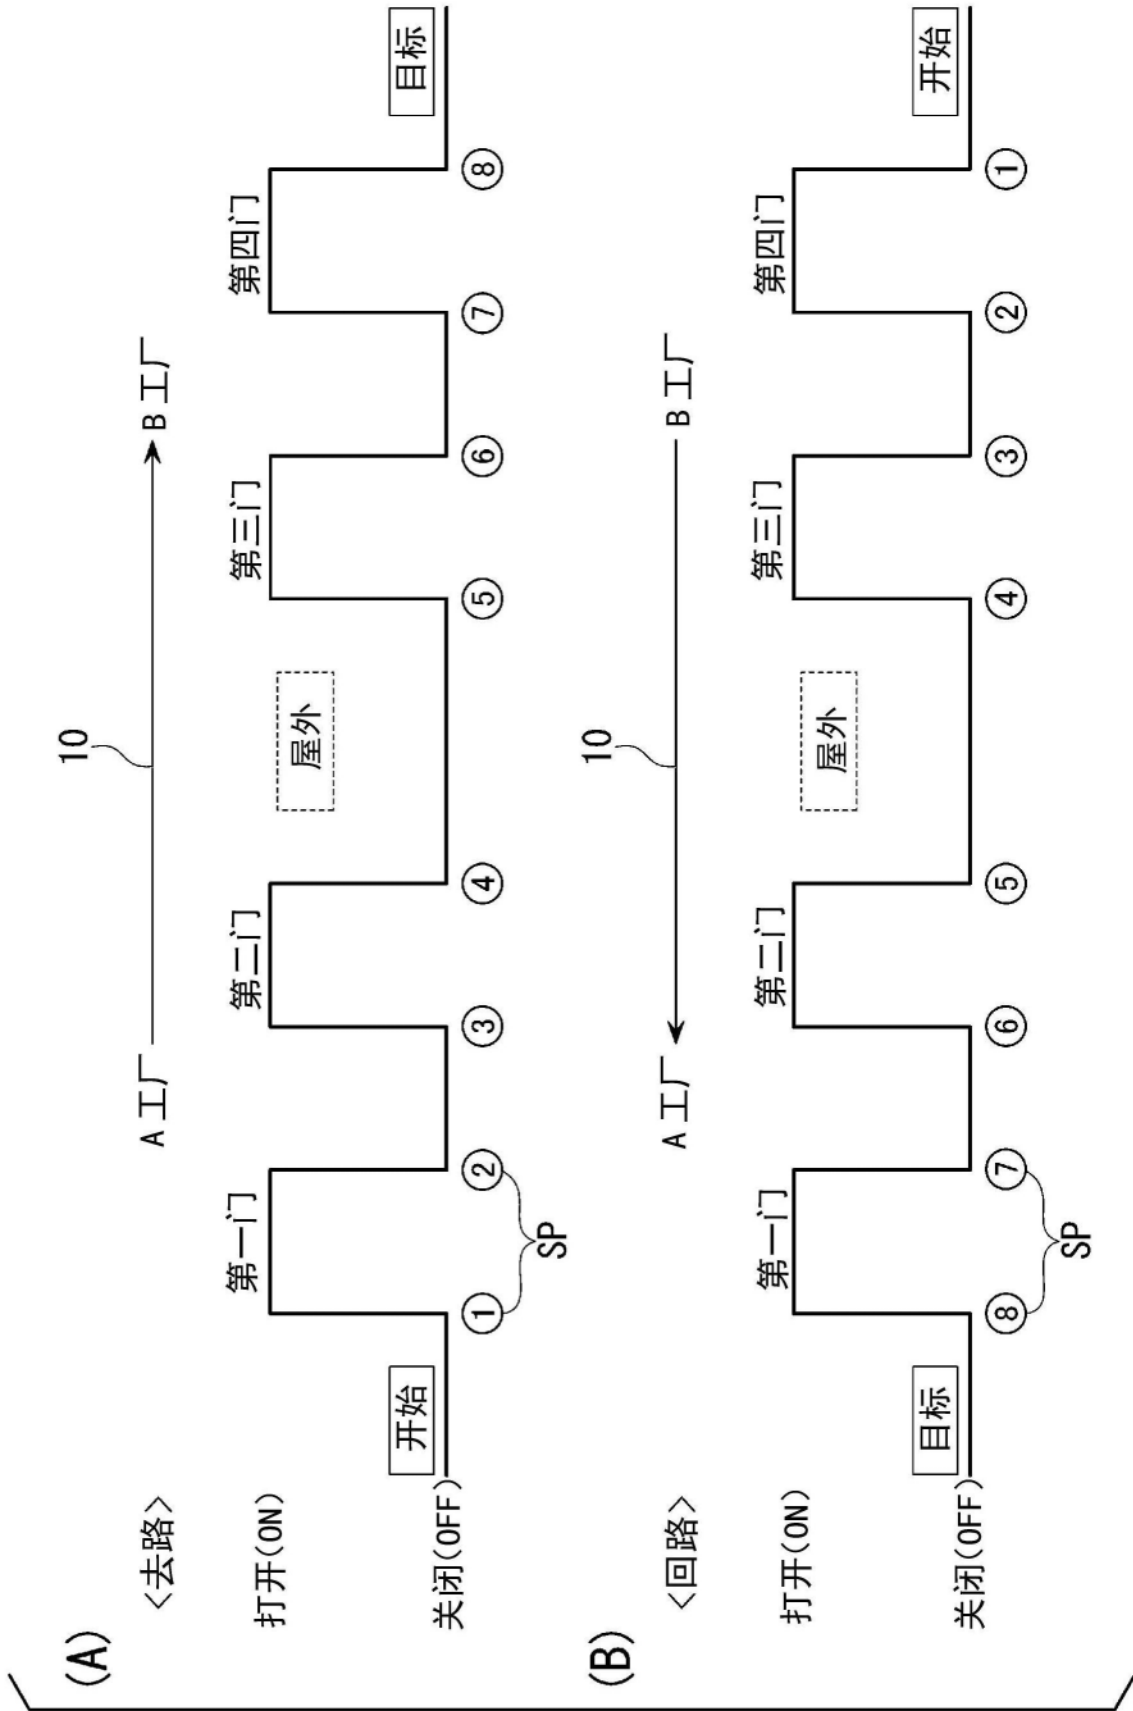 (A)
<去路>
10
A 工厂
B 工厂
打开(ON)
第一门
第二门
屋外
第三门
第四门
关闭(OFF)
开始
目标
① ② ③ ④ ⑤ ⑥ ⑦ ⑧
SP
(B)
<回路>
10
A 工厂
B 工厂
打开(ON)
第一门
第二门
屋外
第三门
第四门
关闭(OFF)
目标
开始
⑧ ⑦ ⑥ ⑤ ④ ③ ② ①
SP